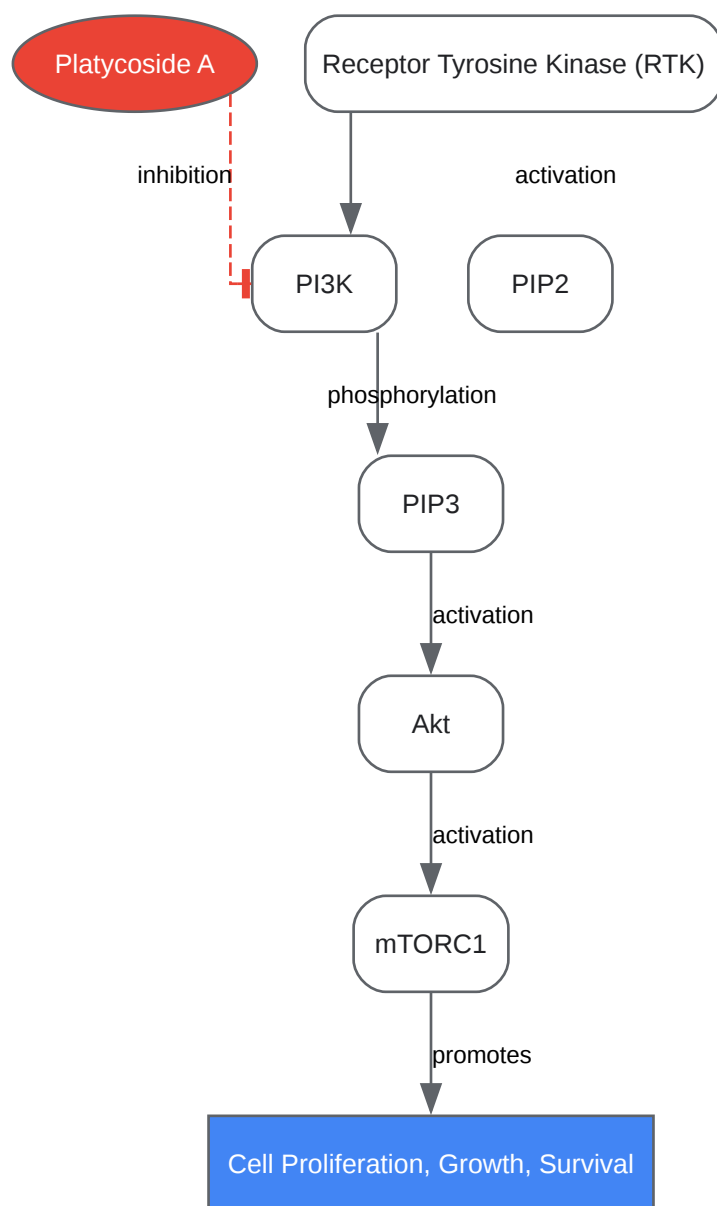 Platycoside A
Receptor Tyrosine Kinase (RTK)
inhibition
activation
PI3K
PIP2
phosphorylation
PIP3
activation
Akt
activation
mTORC1
promotes
Cell Proliferation, Growth, Survival